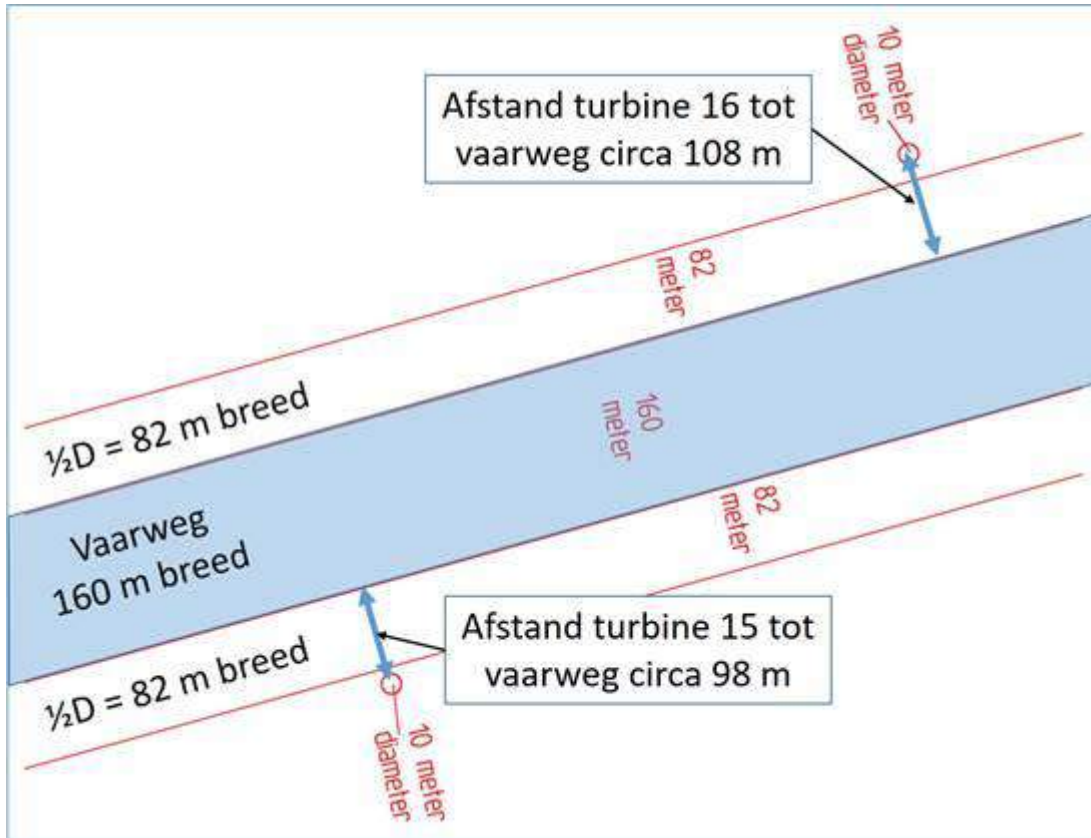 10 meter
diameter
Afstand turbine 16 tot
vaarweg circa 108 m
82
meter
½D = 82 m breed
160
meter
Vaarweg
160 m breed
82
meter
½D = 82 m breed
Afstand turbine 15 tot
vaarweg circa 98 m
10 meter
diameter